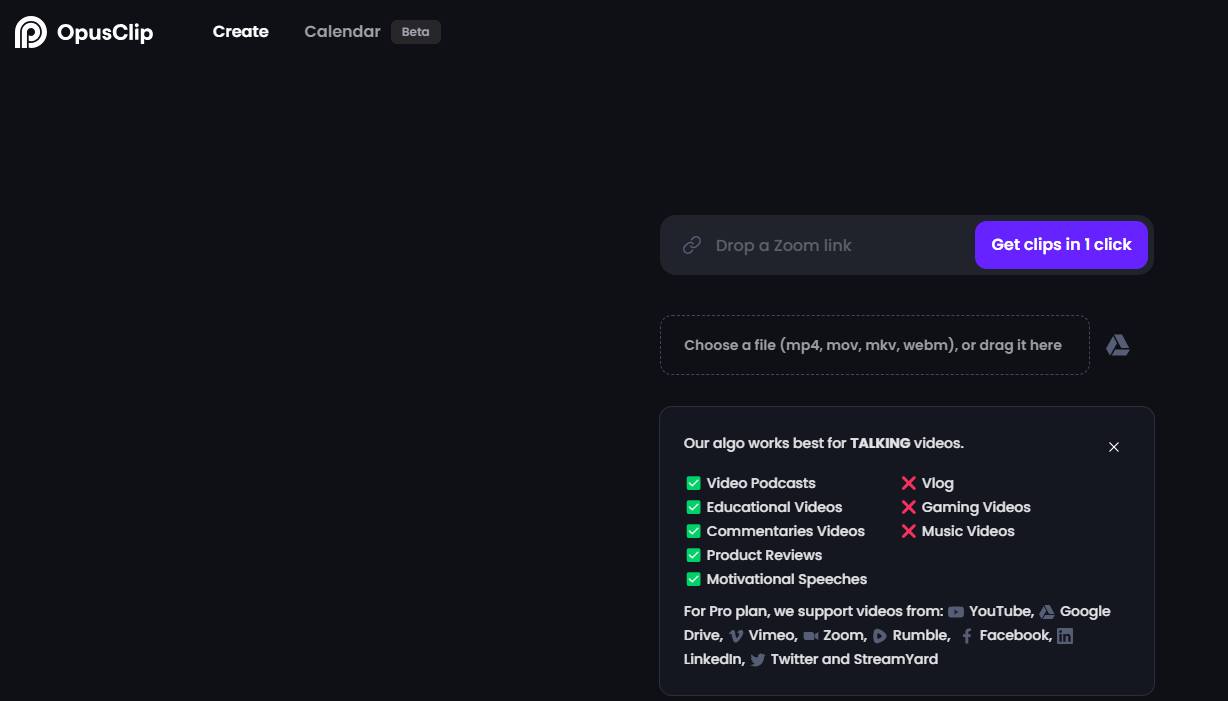 OpusClip Create Calendar Beta
Drop a Zoom link Get clips in 1 click
Choose a file (mp4, mov, mkv, webm), or drag it here
Our algo works best for TALKING videos.
Video Podcasts
Educational Videos
Commentaries Videos
Product Reviews
Motivational Speeches
Vlog
Gaming Videos
Music Videos
For Pro plan, we support videos from: YouTube, Google
Drive, Vimeo, Zoom, Rumble, Facebook,
LinkedIn, Twitter and StreamYard